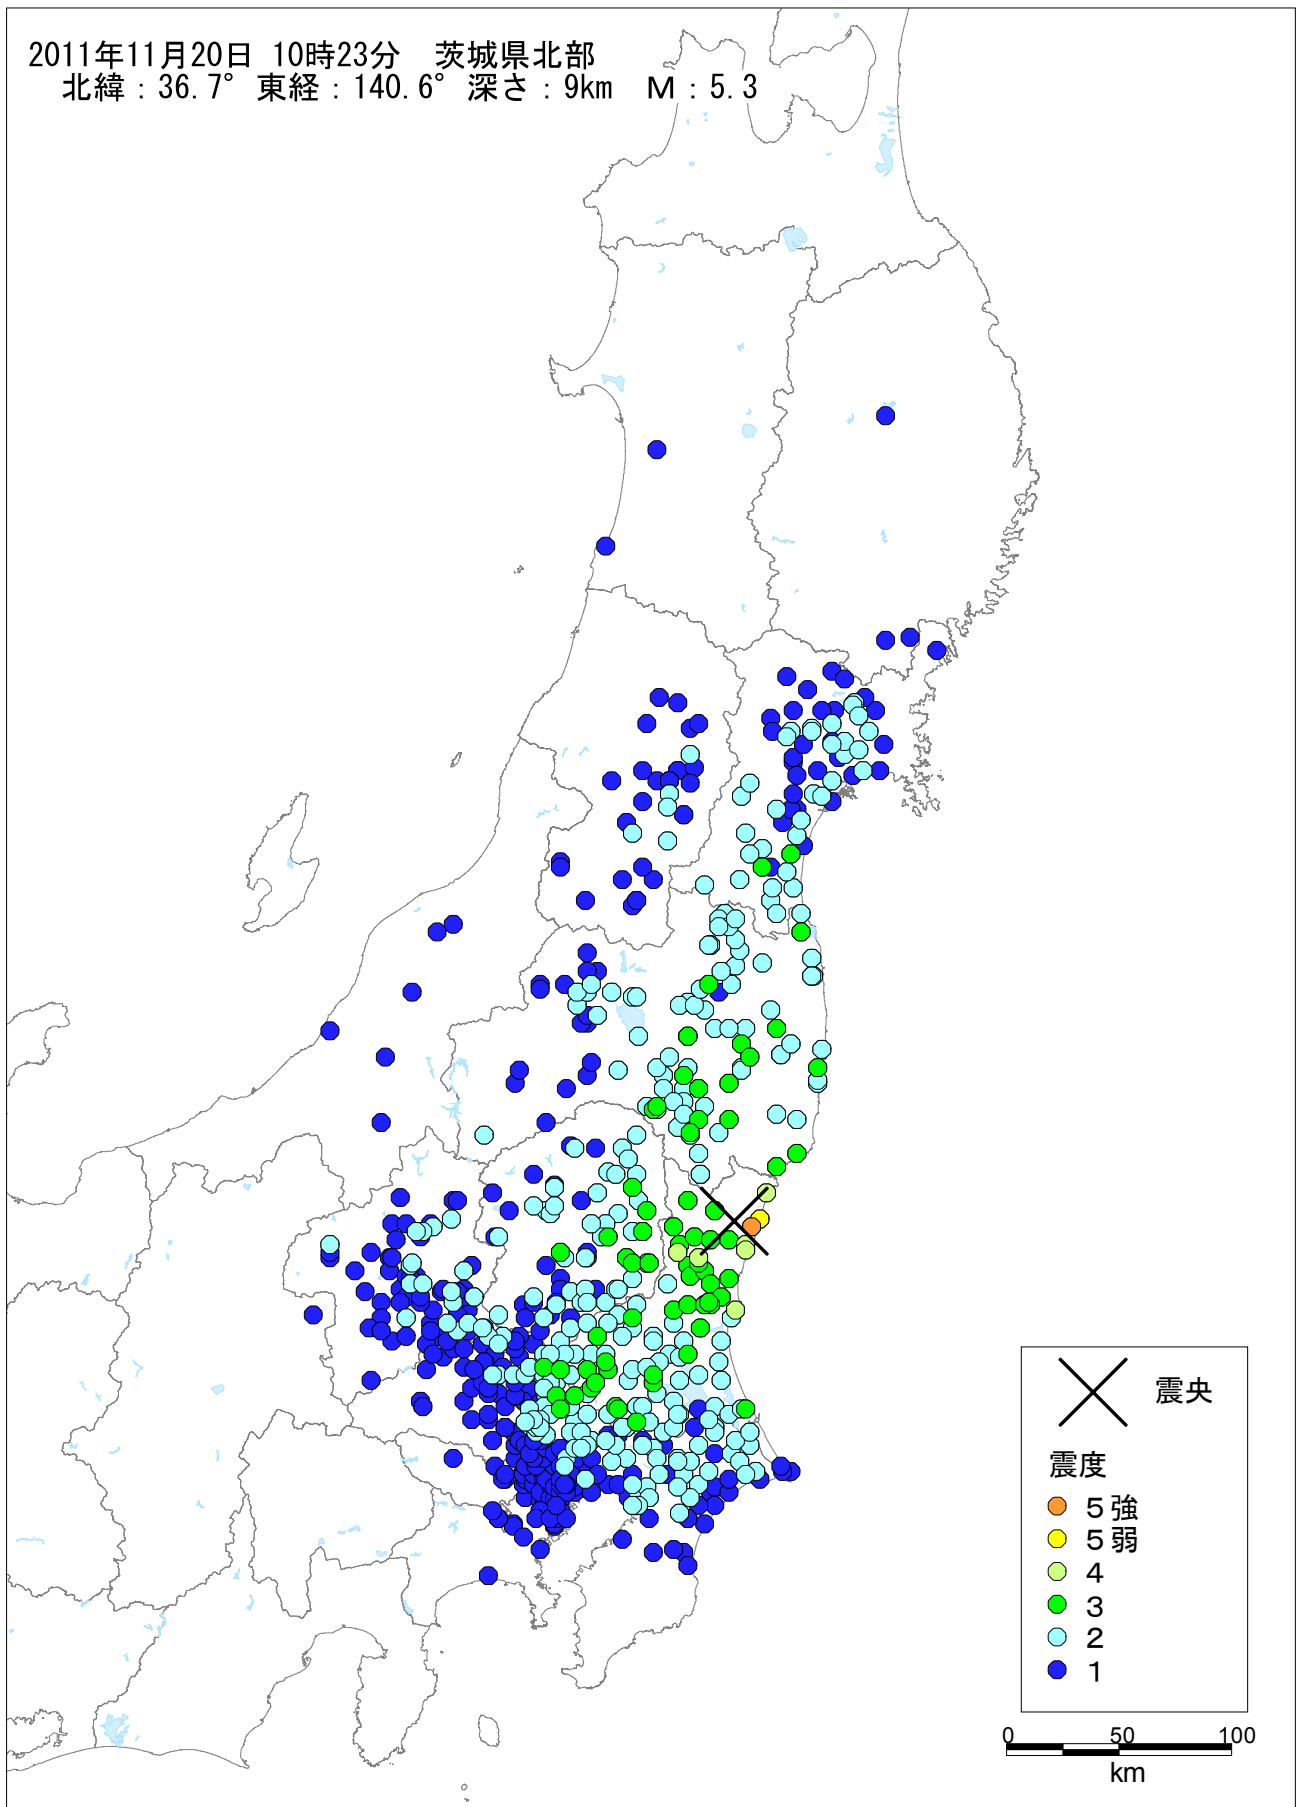 2011年11月20日 10時23分　茨城県北部
北緯：36.7° 東経：140.6° 深さ：9km　Ｍ：5.3
震央
震度
５強
５弱
４
３
２
１
0 50 100
km